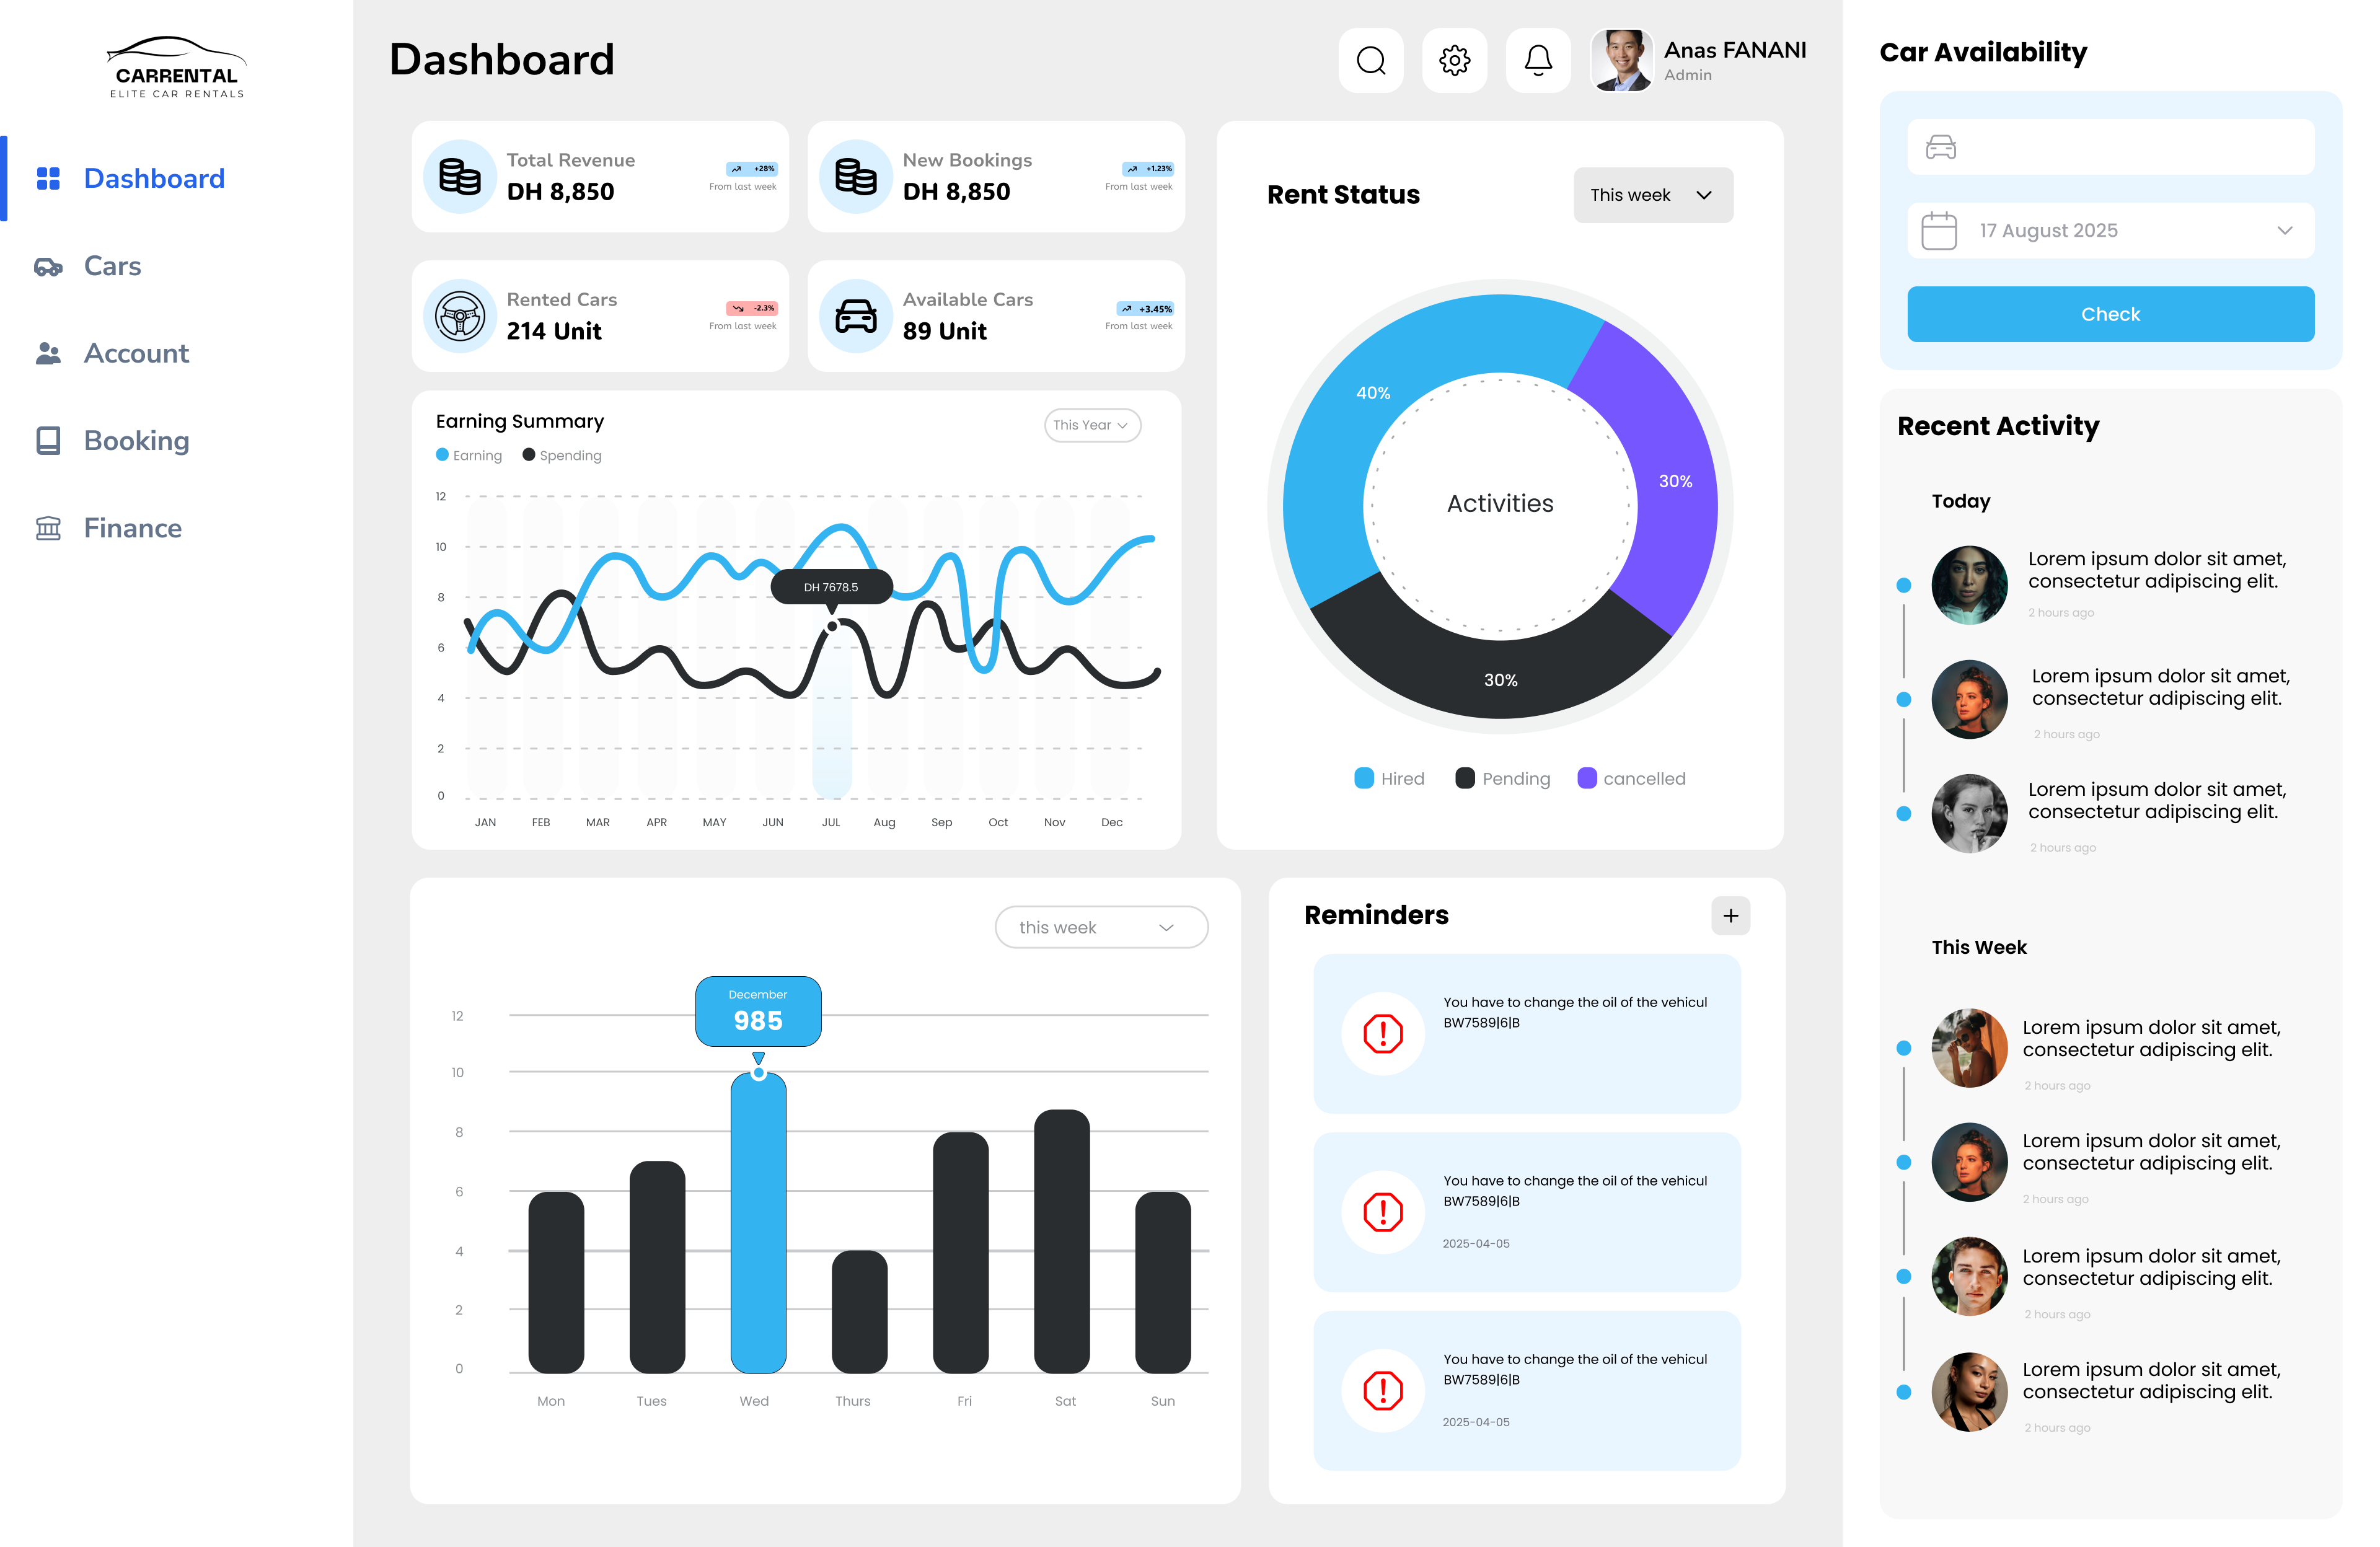 CARRENTAL
ELITE CAR RENTALS
Dashboard
Cars
Account
Booking
Finance
Dashboard
Anas FANANI
Admin
Total Revenue
DH 8,850
+28%
From last week
New Bookings
DH 8,850
+1.23%
From last week
Rented Cars
214 Unit
-2.3%
From last week
Available Cars
89 Unit
+3.45%
From last week
Earning Summary
This Year
Earning
Spending
12
10
8
6
4
2
0
DH 7678.5
JAN FEB MAR APR MAY JUN JUL Aug Sep Oct Nov Dec
Rent Status
This week
40%
30%
30%
Activities
Hired
Pending
cancelled
this week
December
985
12
10
8
6
4
2
0
Mon Tues Wed Thurs Fri Sat Sun
Reminders
You have to change the oil of the vehicul
BW7589|6|B
You have to change the oil of the vehicul
BW7589|6|B
2025-04-05
You have to change the oil of the vehicul
BW7589|6|B
2025-04-05
Car Availability
17 August 2025
Check
Recent Activity
Today
Lorem ipsum dolor sit amet,
consectetur adipiscing elit.
2 hours ago
Lorem ipsum dolor sit amet,
consectetur adipiscing elit.
2 hours ago
Lorem ipsum dolor sit amet,
consectetur adipiscing elit.
2 hours ago
This Week
Lorem ipsum dolor sit amet,
consectetur adipiscing elit.
2 hours ago
Lorem ipsum dolor sit amet,
consectetur adipiscing elit.
2 hours ago
Lorem ipsum dolor sit amet,
consectetur adipiscing elit.
2 hours ago
Lorem ipsum dolor sit amet,
consectetur adipiscing elit.
2 hours ago